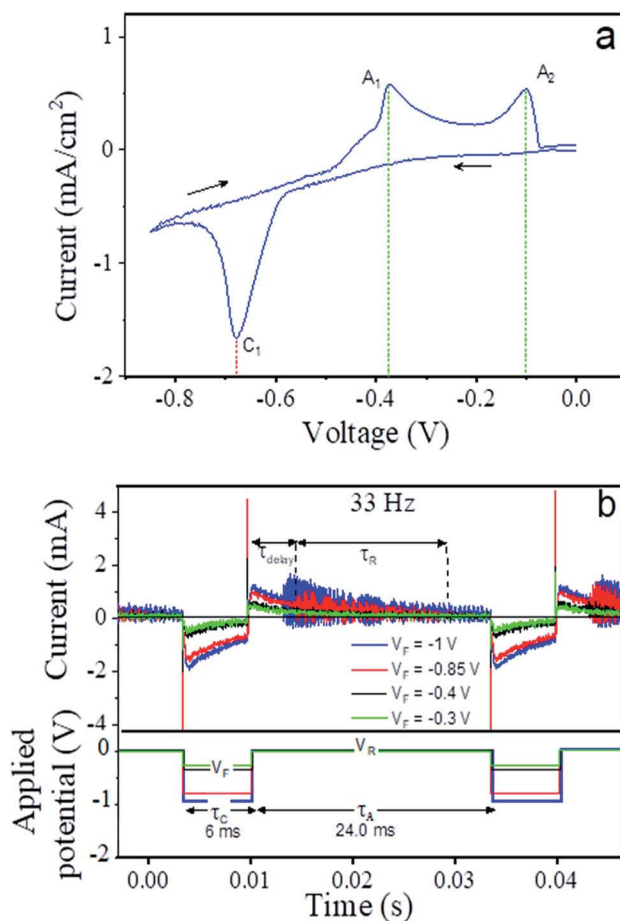 a
Current (mA/cm²)
1
0
-1
-2
A₁
A₂
C₁
-0.8 -0.6 -0.4 -0.2 0.0
Voltage (V)
b
33 Hz
Current (mA)
4
2
0
-2
-4
τdelay
τR
VF = -1 V
VF = -0.85 V
VF = -0.4 V
VF = -0.3 V
Applied
potential (V)
0
-1
-2
VF
VR
τC
6 ms
τA
24.0 ms
0.00 0.01 0.02 0.03 0.04
Time (s)